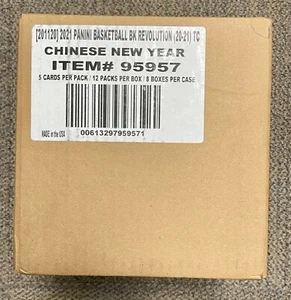 [201120] 2021 PANINI BASKETBALL BK REVOLUTION (20-21) TC
CHINESE NEW YEAR
ITEM# 95957
5 CARDS PER PACK | 12 PACKS PER BOX | 8 BOXES PER CASE
MADE in the USA
00613297959571